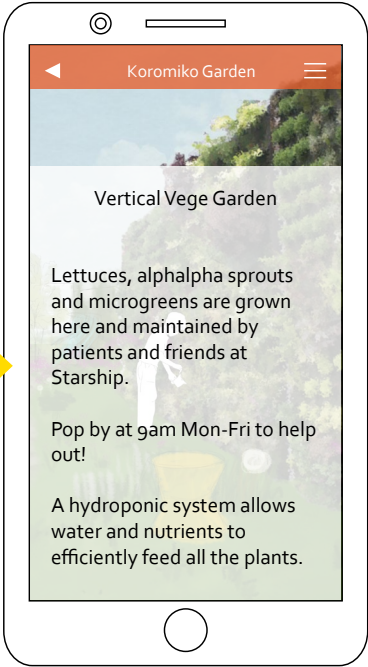 Koromiko Garden
Vertical Vege Garden
Lettuces, alphalpha sprouts
and microgreens are grown
here and maintained by
patients and friends at
Starship.
Pop by at 9am Mon-Fri to help
out!
A hydroponic system allows
water and nutrients to
efficiently feed all the plants.